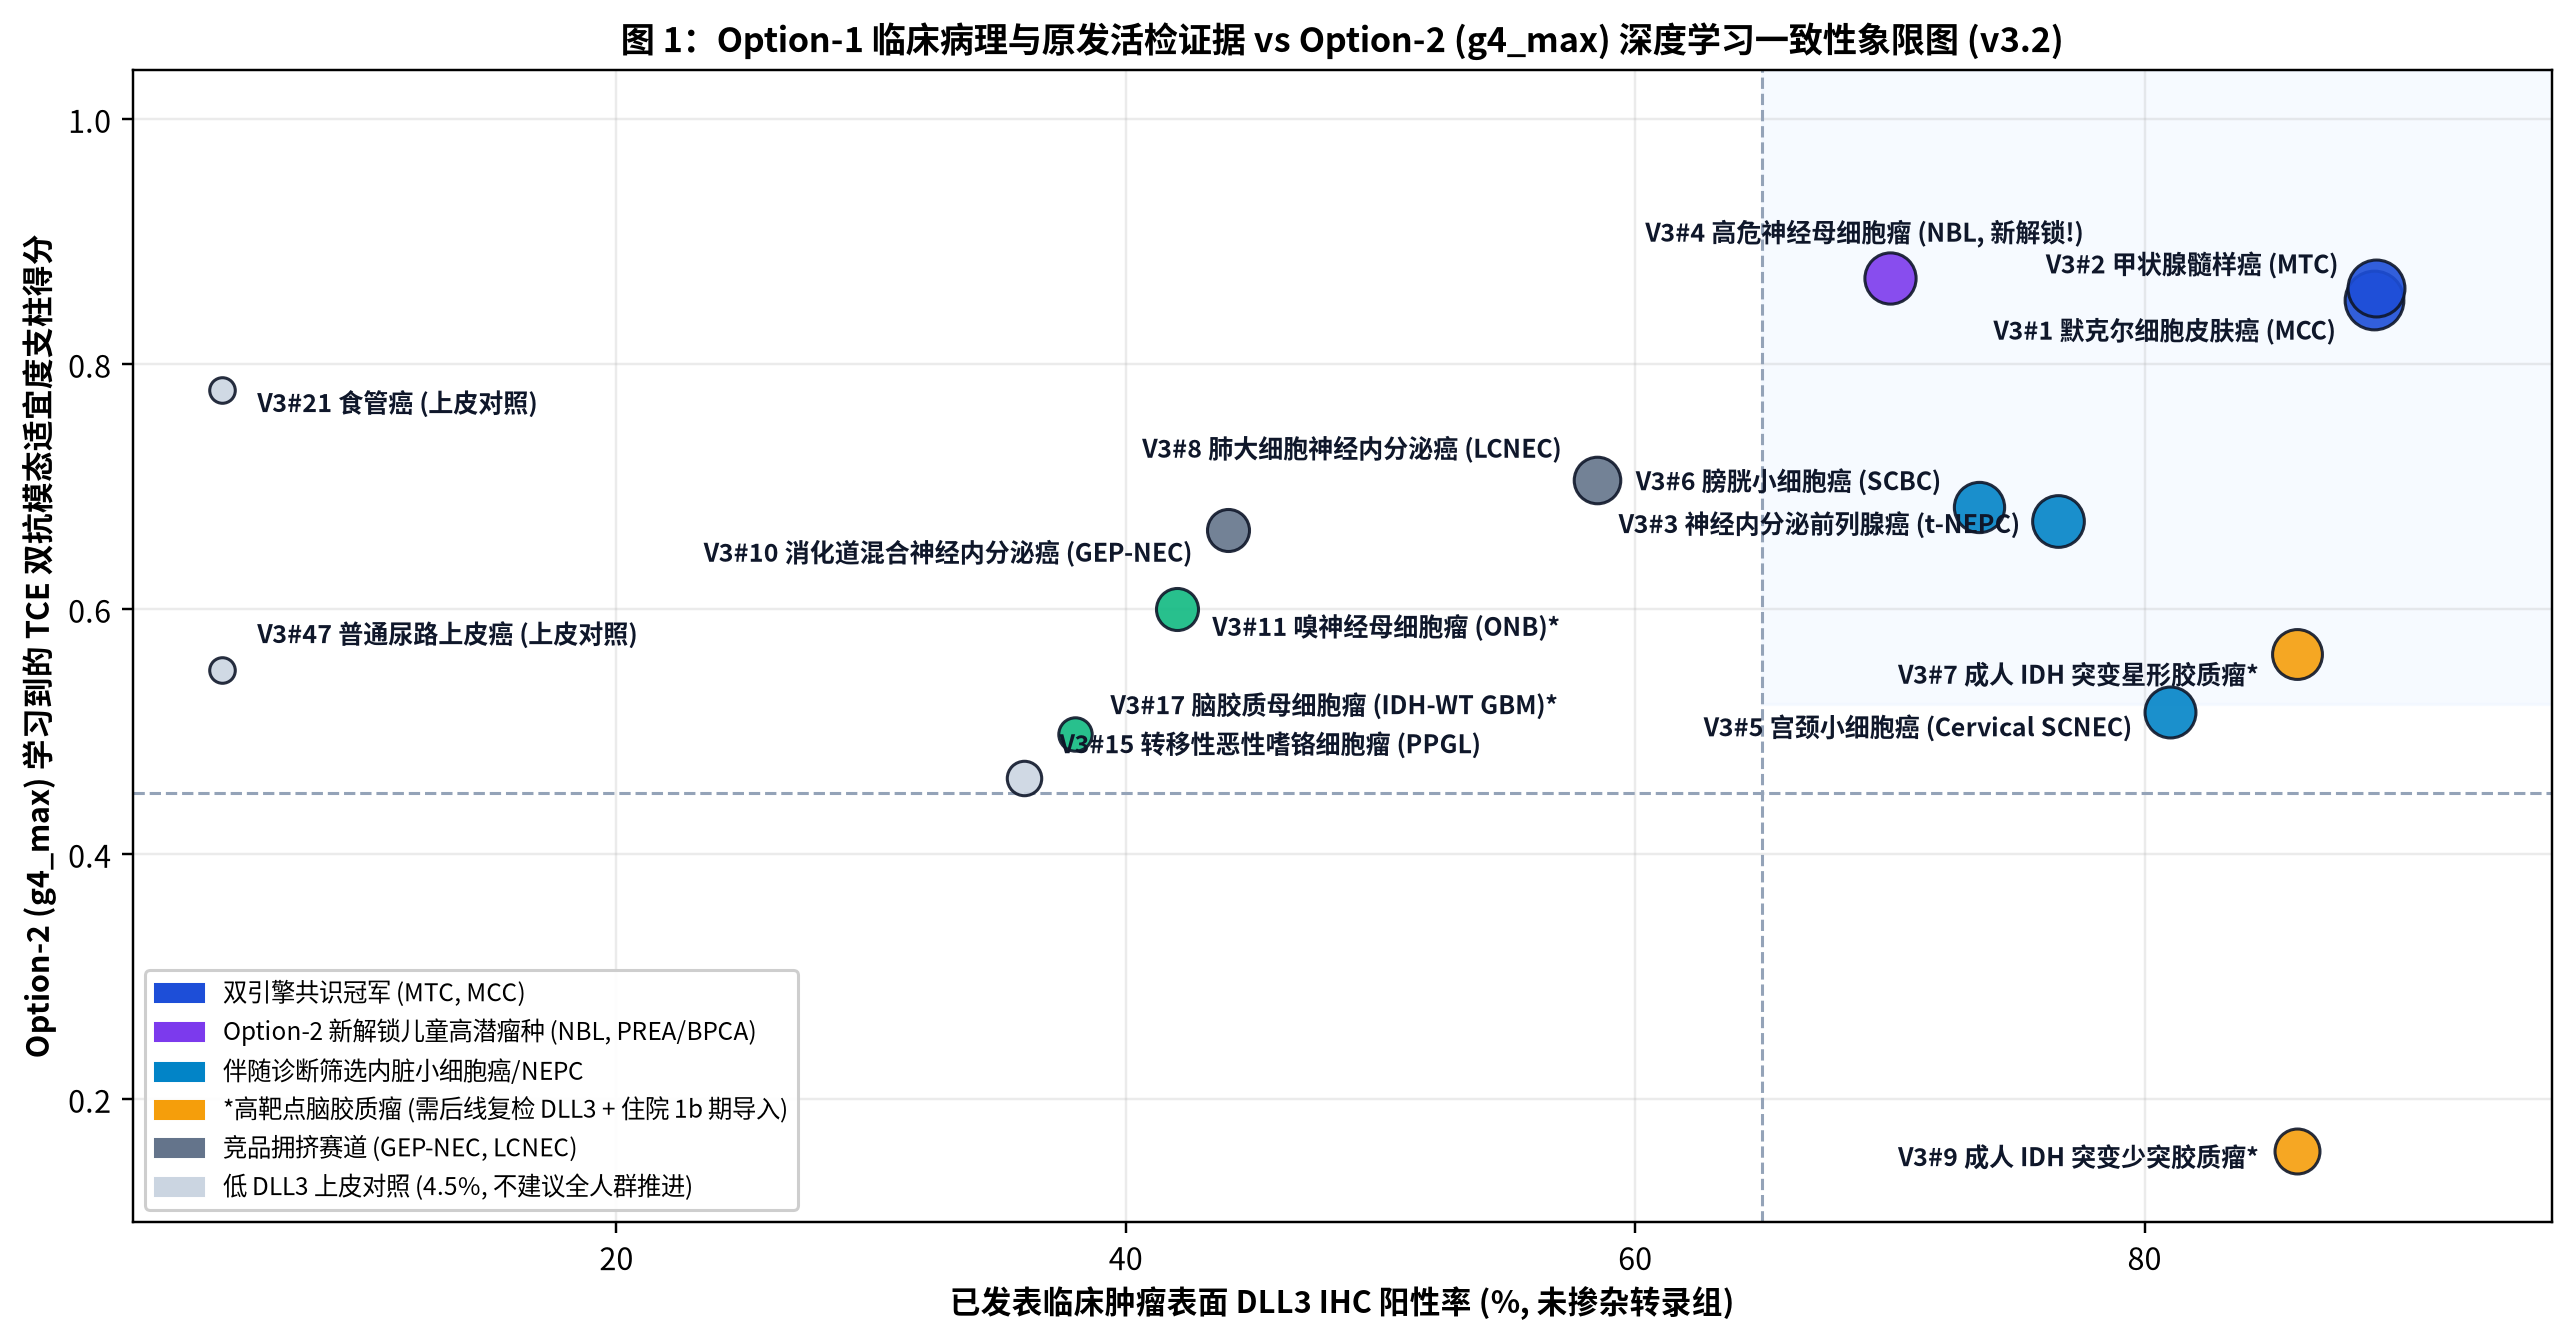 图 1：Option-1 临床病理与原发活检证据 vs Option-2 (g4_max) 深度学习一致性象限图 (v3.2)
Option-2 (g4_max) 学习到的 TCE 双抗模态适宜度支柱得分
1.0
0.8
0.6
0.4
0.2
V3#4 高危神经母细胞瘤 (NBL, 新解锁!)
V3#2 甲状腺髓样癌 (MTC)
V3#1 默克尔细胞皮肤癌 (MCC)
V3#21 食管癌 (上皮对照)
V3#8 肺大细胞神经内分泌癌 (LCNEC)
V3#6 膀胱小细胞癌 (SCBC)
V3#3 神经内分泌前列腺癌 (t-NEPC)
V3#10 消化道混合神经内分泌癌 (GEP-NEC)
V3#11 嗅神经母细胞瘤 (ONB)*
V3#47 普通尿路上皮癌 (上皮对照)
V3#7 成人 IDH 突变星形胶质瘤*
V3#17 脑胶质母细胞瘤 (IDH-WT GBM)*
V3#5 宫颈小细胞癌 (Cervical SCNEC)
V3#15 转移性恶性嗜铬细胞瘤 (PPGL)
V3#9 成人 IDH 突变少突胶质瘤*
双引擎共识冠军 (MTC, MCC)
Option-2 新解锁儿童高潜瘤种 (NBL, PREA/BPCA)
伴随诊断筛选内脏小细胞癌/NEPC
*高靶点脑胶质瘤 (需后线复检 DLL3 + 住院 1b 期导入)
竞品拥挤赛道 (GEP-NEC, LCNEC)
低 DLL3 上皮对照 (4.5%, 不建议全人群推进)
20
40
60
80
已发表临床肿瘤表面 DLL3 IHC 阳性率 (%, 未掺杂转录组)